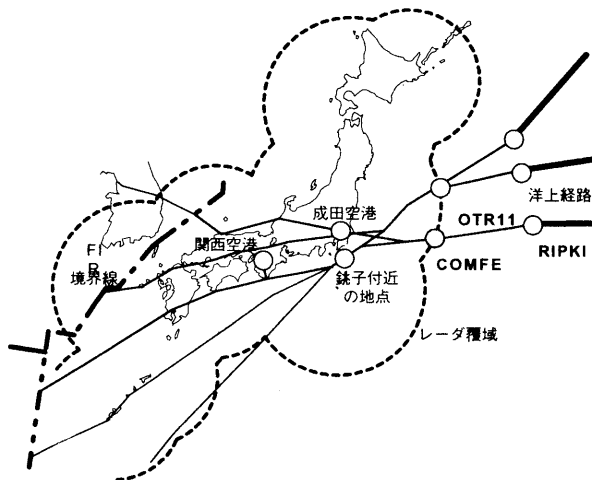 成田空港
洋上経路
OTR11
関西空港
FI
R
境界線
RIPKI
COMFE
銚子付近
の地点
レーダ覆域